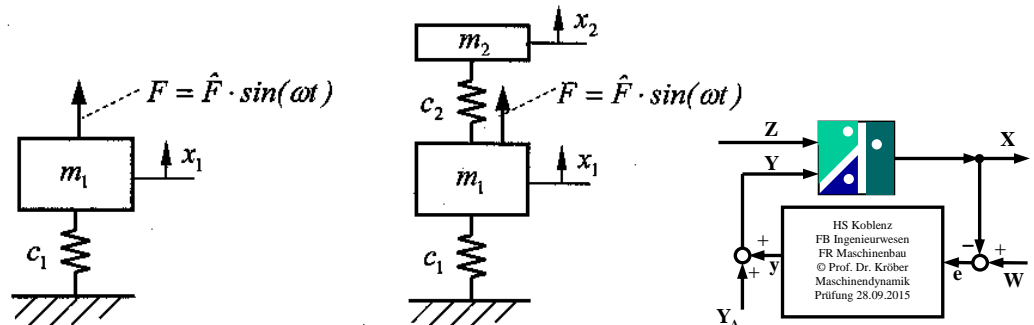 F = F̂ · sin(ωt)
m₁
x₁
c₁
x₂
m₂
c₂
F = F̂ · sin(ωt)
m₁
x₁
c₁
Z
Y
X
HS Koblenz
FB Ingenieurwesen
FR Maschinenbau
© Prof. Dr. Kröber
Maschinendynamik
Prüfung 28.09.2015
+
y
+
−
e
+
W
Y_A